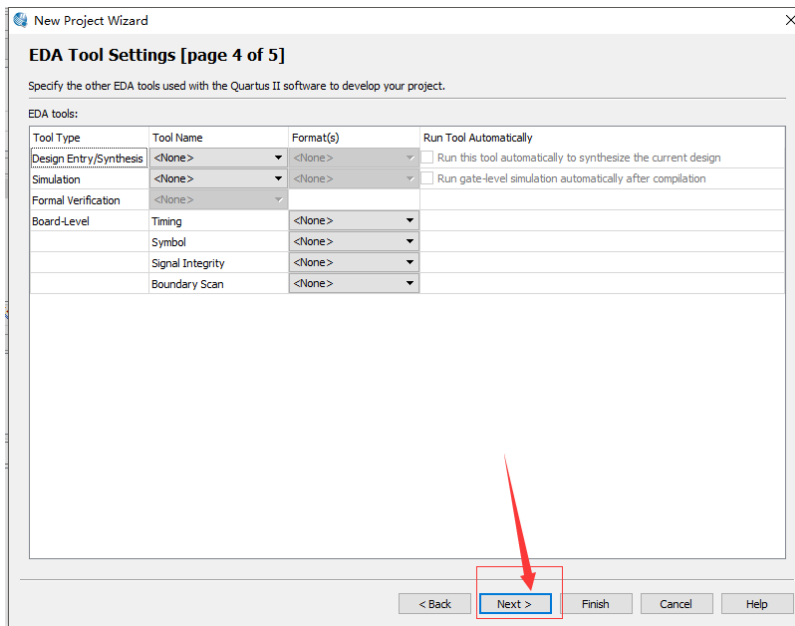 New Project Wizard
EDA Tool Settings [page 4 of 5]
Specify the other EDA tools used with the Quartus II software to develop your project.
EDA tools:
Tool Type Tool Name Format(s) Run Tool Automatically
Design Entry/Synthesis <None> <None> Run this tool automatically to synthesize the current design
Simulation <None> <None> Run gate-level simulation automatically after compilation
Formal Verification <None>
Board-Level Timing <None>
Symbol <None>
Signal Integrity <None>
Boundary Scan <None>
< Back Next > Finish Cancel Help